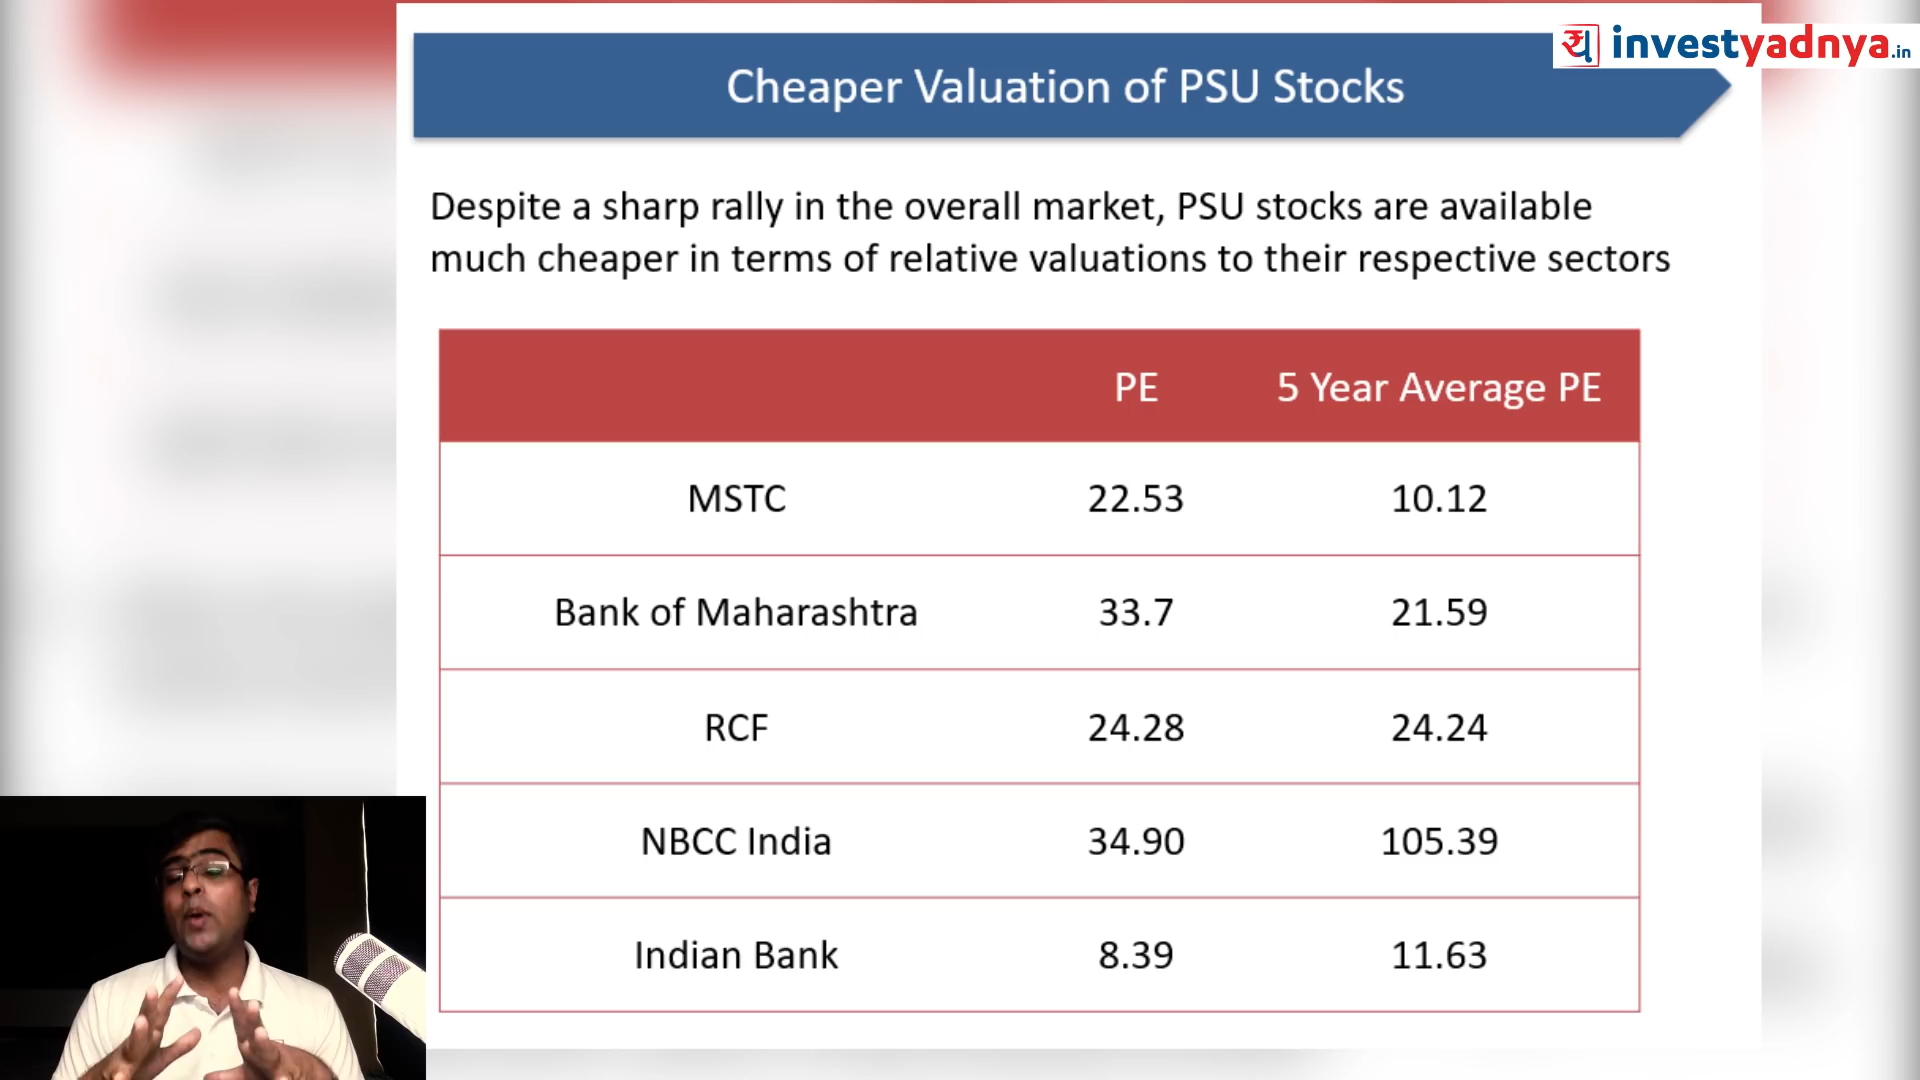 investyadnya.in
Cheaper Valuation of PSU Stocks
Despite a sharp rally in the overall market, PSU stocks are available
much cheaper in terms of relative valuations to their respective sectors
PE 5 Year Average PE
MSTC 22.53 10.12
Bank of Maharashtra 33.7 21.59
RCF 24.28 24.24
NBCC India 34.90 105.39
Indian Bank 8.39 11.63